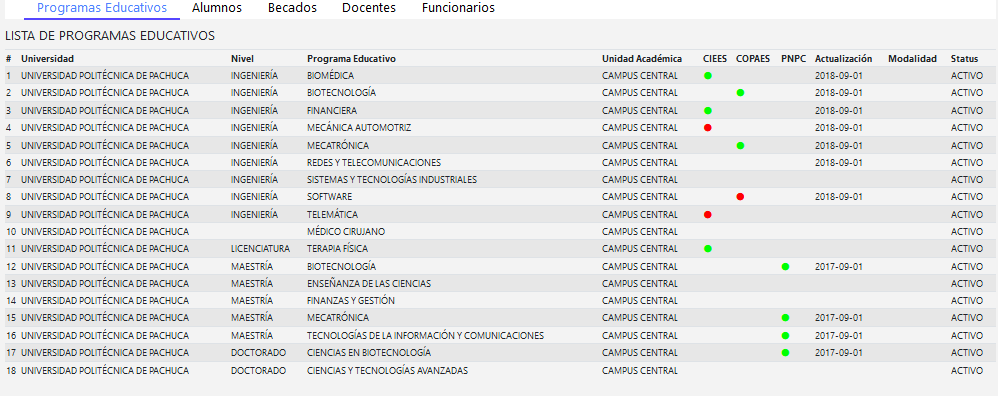 Programas Educativos Alumnos Becados Docentes Funcionarios
LISTA DE PROGRAMAS EDUCATIVOS
# Universidad Nivel Programa Educativo Unidad Académica CIEES COPAES PNPC Actualización Modalidad Status
1 UNIVERSIDAD POLITÉCNICA DE PACHUCA INGENIERÍA BIOMÉDICA CAMPUS CENTRAL 2018-09-01 ACTIVO
2 UNIVERSIDAD POLITÉCNICA DE PACHUCA INGENIERÍA BIOTECNOLOGÍA CAMPUS CENTRAL 2018-09-01 ACTIVO
3 UNIVERSIDAD POLITÉCNICA DE PACHUCA INGENIERÍA FINANCIERA CAMPUS CENTRAL 2018-09-01 ACTIVO
4 UNIVERSIDAD POLITÉCNICA DE PACHUCA INGENIERÍA MECÁNICA AUTOMOTRIZ CAMPUS CENTRAL 2018-09-01 ACTIVO
5 UNIVERSIDAD POLITÉCNICA DE PACHUCA INGENIERÍA MECATRÓNICA CAMPUS CENTRAL 2018-09-01 ACTIVO
6 UNIVERSIDAD POLITÉCNICA DE PACHUCA INGENIERÍA REDES Y TELECOMUNICACIONES CAMPUS CENTRAL 2018-09-01 ACTIVO
7 UNIVERSIDAD POLITÉCNICA DE PACHUCA INGENIERÍA SISTEMAS Y TECNOLOGÍAS INDUSTRIALES CAMPUS CENTRAL ACTIVO
8 UNIVERSIDAD POLITÉCNICA DE PACHUCA INGENIERÍA SOFTWARE CAMPUS CENTRAL 2018-09-01 ACTIVO
9 UNIVERSIDAD POLITÉCNICA DE PACHUCA INGENIERÍA TELEMÁTICA CAMPUS CENTRAL ACTIVO
10 UNIVERSIDAD POLITÉCNICA DE PACHUCA MÉDICO CIRUJANO CAMPUS CENTRAL ACTIVO
11 UNIVERSIDAD POLITÉCNICA DE PACHUCA LICENCIATURA TERAPIA FÍSICA CAMPUS CENTRAL ACTIVO
12 UNIVERSIDAD POLITÉCNICA DE PACHUCA MAESTRÍA BIOTECNOLOGÍA CAMPUS CENTRAL 2017-09-01 ACTIVO
13 UNIVERSIDAD POLITÉCNICA DE PACHUCA MAESTRÍA ENSEÑANZA DE LAS CIENCIAS CAMPUS CENTRAL ACTIVO
14 UNIVERSIDAD POLITÉCNICA DE PACHUCA MAESTRÍA FINANZAS Y GESTIÓN CAMPUS CENTRAL ACTIVO
15 UNIVERSIDAD POLITÉCNICA DE PACHUCA MAESTRÍA MECATRÓNICA CAMPUS CENTRAL 2017-09-01 ACTIVO
16 UNIVERSIDAD POLITÉCNICA DE PACHUCA MAESTRÍA TECNOLOGÍAS DE LA INFORMACIÓN Y COMUNICACIONES CAMPUS CENTRAL 2017-09-01 ACTIVO
17 UNIVERSIDAD POLITÉCNICA DE PACHUCA DOCTORADO CIENCIAS EN BIOTECNOLOGÍA CAMPUS CENTRAL 2017-09-01 ACTIVO
18 UNIVERSIDAD POLITÉCNICA DE PACHUCA DOCTORADO CIENCIAS Y TECNOLOGÍAS AVANZADAS CAMPUS CENTRAL ACTIVO